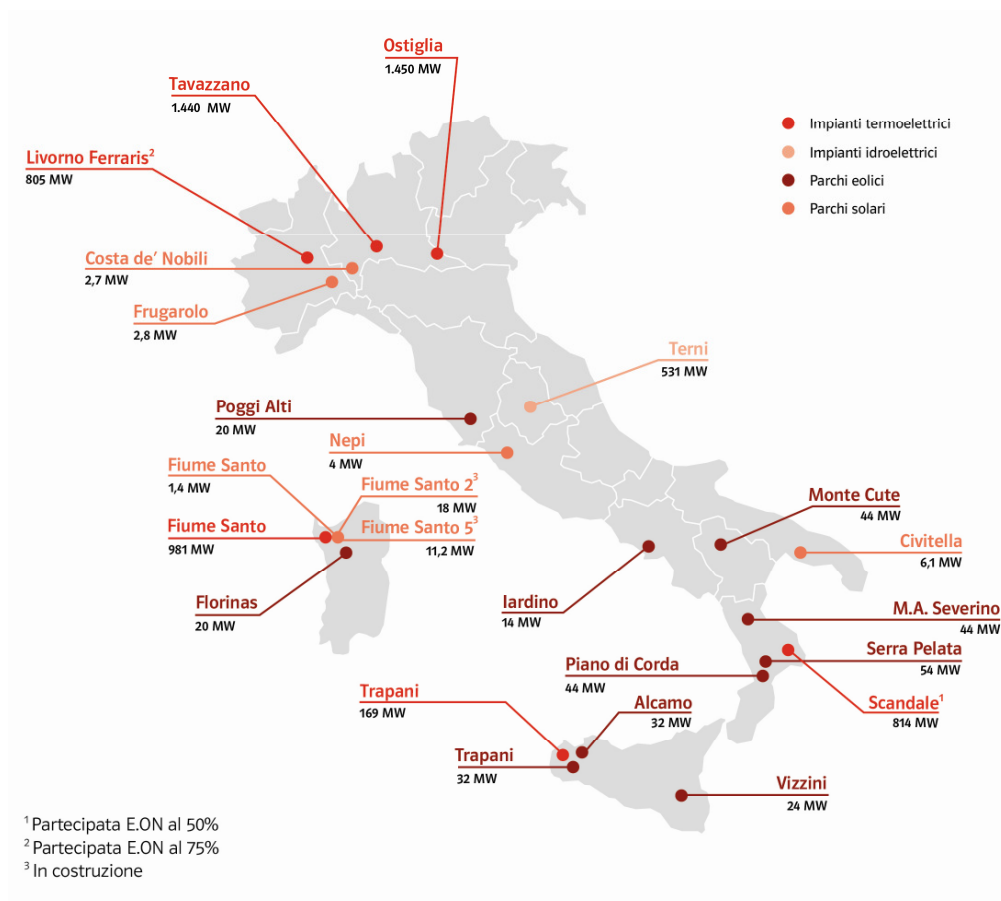 Ostiglia
1.450 MW
Tavazzano
1.440 MW
Livorno Ferraris²
805 MW
Costa de' Nobili
2,7 MW
Frugarolo
2,8 MW
Impianti termoelettrici
Impianti idroelettrici
Parchi eolici
Parchi solari
Terni
531 MW
Poggi Alti
20 MW
Nepi
4 MW
Fiume Santo
1,4 MW
Fiume Santo 2³
18 MW
Fiume Santo
981 MW
Fiume Santo 5³
11,2 MW
Florinas
20 MW
Monte Cute
44 MW
Civitella
6,1 MW
Iardino
14 MW
M.A. Severino
44 MW
Serra Pelata
54 MW
Piano di Corda
44 MW
Scandale¹
814 MW
Trapani
169 MW
Alcamo
32 MW
Trapani
32 MW
Vizzini
24 MW
¹ Partecipata E.ON al 50%
² Partecipata E.ON al 75%
³ In costruzione